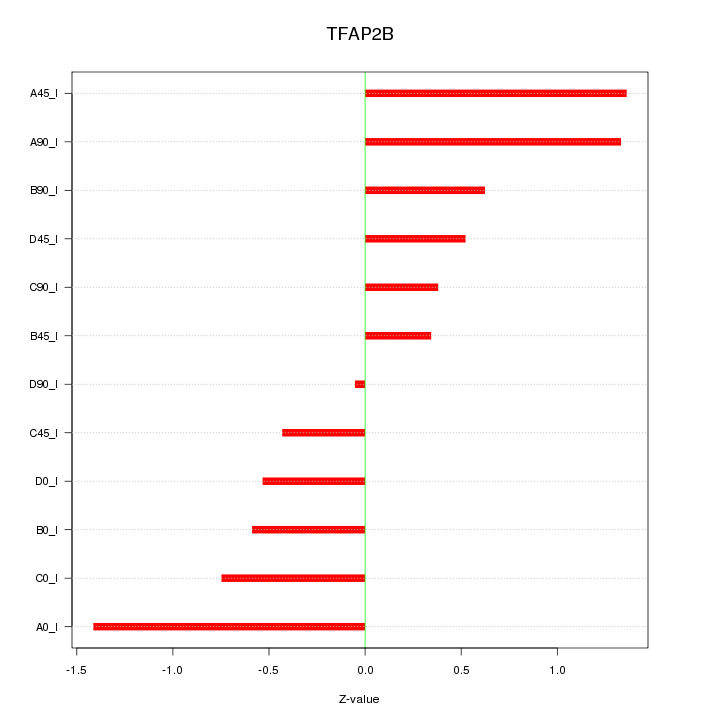 TFAP2B
A45_I
A90_I
B90_I
D45_I
C90_I
B45_I
D90_I
C45_I
D0_I
B0_I
C0_I
A0_I
-1.5 -1.0 -0.5 0.0 0.5 1.0
Z-value